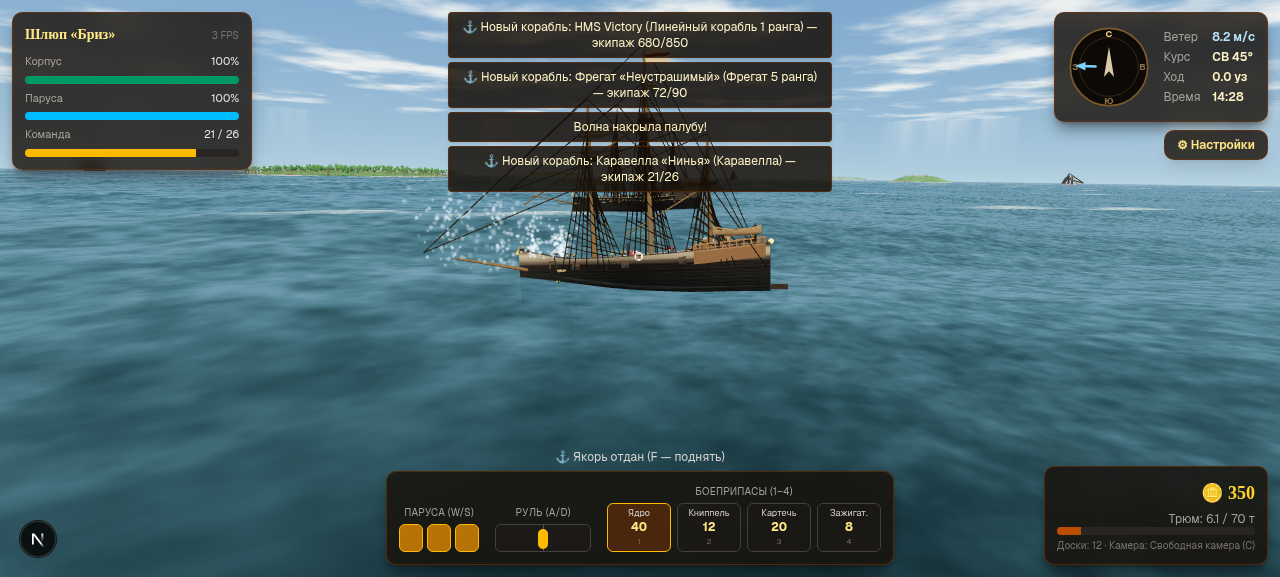 Шлюп «Бриз»
3 FPS
Корпус 100%
Паруса 100%
Команда 21 / 26
⚓ Новый корабль: HMS Victory (Линейный корабль 1 ранга) —
экипаж 680/850
⚓ Новый корабль: Фрегат «Неустрашимый» (Фрегат 5 ранга)
— экипаж 72/90
Волна накрыла палубу!
⚓ Новый корабль: Каравелла «Нинья» (Каравелла) —
экипаж 21/26
С
З
В
Ю
Ветер 8.2 м/с
Курс СВ 45°
Ход 0.0 уз
Время 14:28
⚙ Настройки
⚓ Якорь отдан (F — поднять)
ПАРУСА (W/S)
РУЛЬ (A/D)
БОЕПРИПАСЫ (1–4)
Ядро
40
1
Книппель
12
2
Картечь
20
3
Зажигат.
8
4
N
350
Трюм: 6.1 / 70 т
Доски: 12 · Камера: Свободная камера (C)